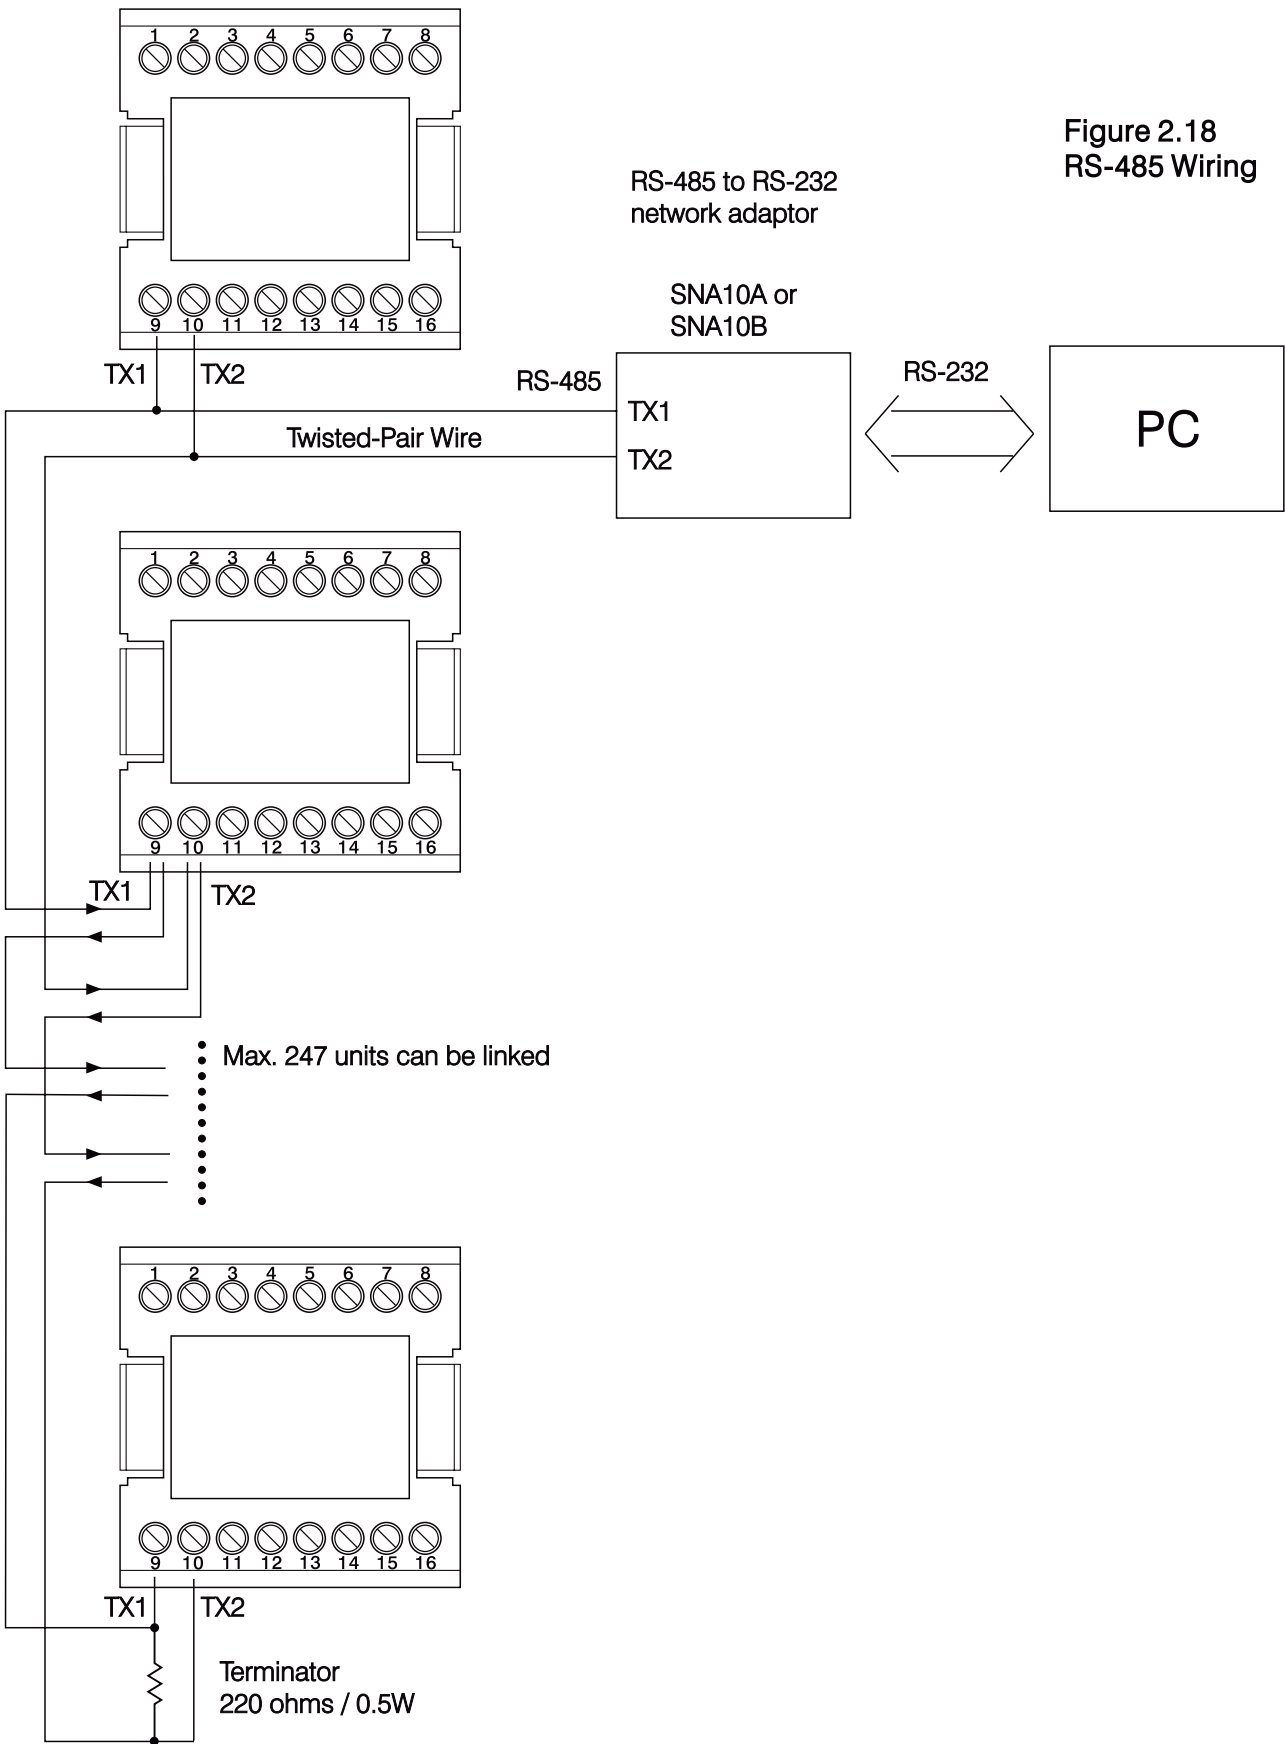 1 2 3 4 5 6 7 8
Figure 2.18
RS-485 Wiring
RS-485 to RS-232
network adaptor
SNA10A or
SNA10B
9 10 11 12 13 14 15 16
TX1 TX2
RS-485
RS-232
TX1
PC
Twisted-Pair Wire
TX2
1 2 3 4 5 6 7 8
9 10 11 12 13 14 15 16
TX1 TX2
Max. 247 units can be linked
1 2 3 4 5 6 7 8
9 10 11 12 13 14 15 16
TX1 TX2
Terminator
220 ohms / 0.5W